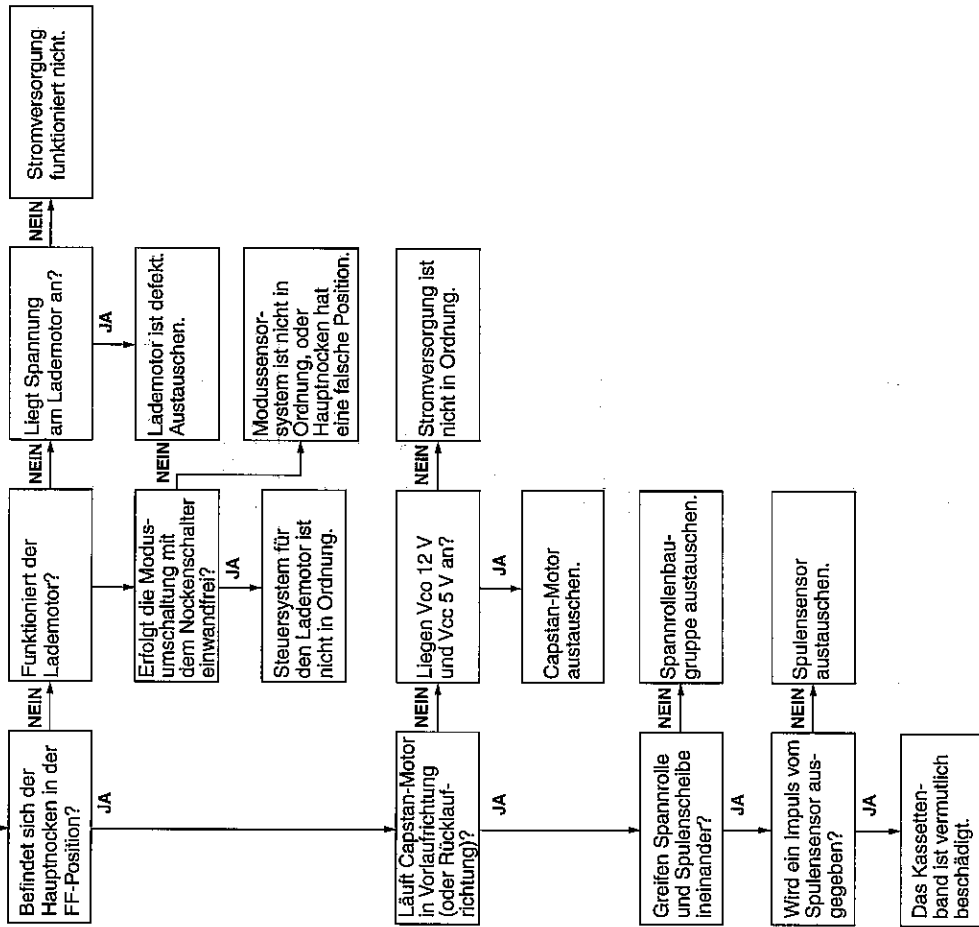 Befindet sich der
Hauptnocken in der
FF-Position?
NEIN
JA
Funktioniert der
Lademotor?
NEIN
Liegt Spannung
am Lademotor an?
NEIN
JA
Stromversorgung
funktioniert nicht.
Lademotor ist defekt.
Austauschen.
Erfolgt die Modus-
umschaltung mit
dem Nockenschalter
einwandfrei?
NEIN
JA
Modussensor-
system ist nicht in
Ordnung, oder
Hauptnocken hat
eine falsche Position.
Steuersystem für
den Lademotor ist
nicht in Ordnung.
Läuft Capstan-Motor
in Vorlaufrichtung
(oder Rücklauf-
richtung)?
NEIN
JA
Liegen Vco 12 V
und Vcc 5 V an?
NEIN
JA
Stromversorgung ist
nicht in Ordnung.
Capstan-Motor
austauschen.
Greifen Spannrolle
und Spulenscheibe
ineinander?
NEIN
JA
Spannrollenbau-
gruppe austauschen.
Wird ein Impuls vom
Spulensensor aus-
gegeben?
NEIN
JA
Spulensensor
austauschen.
Das Kassetten-
band ist vermutlich
beschädigt.